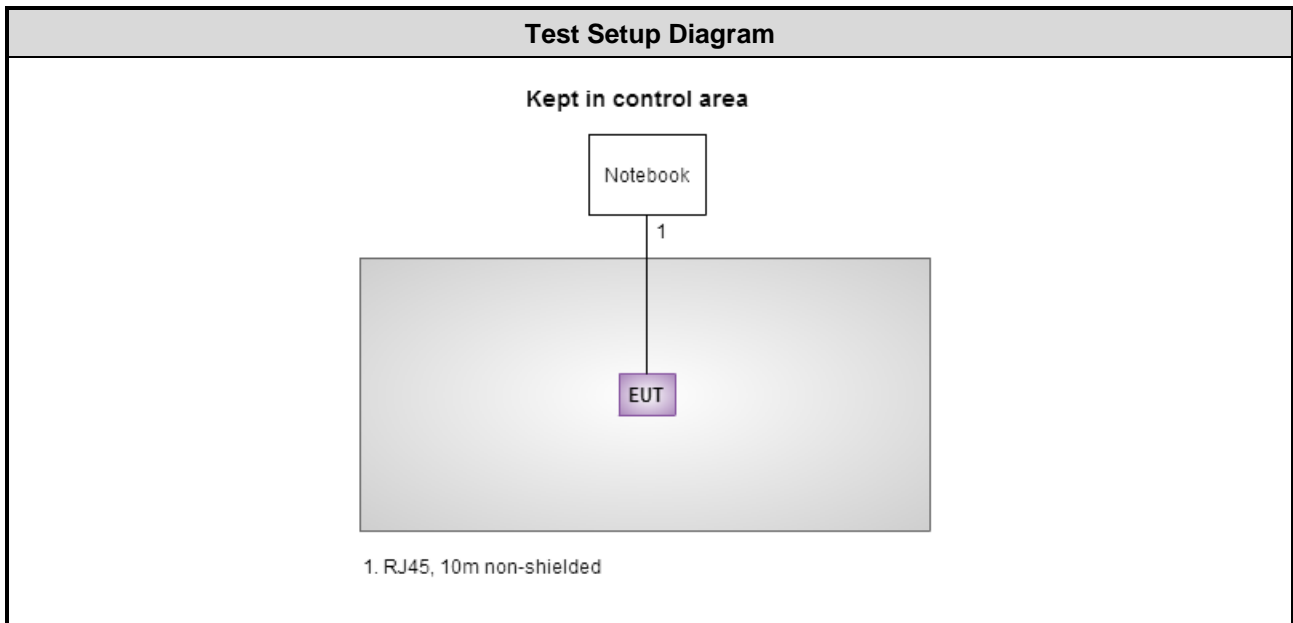 Test Setup Diagram
Kept in control area
Notebook
1
EUT
1. RJ45, 10m non-shielded